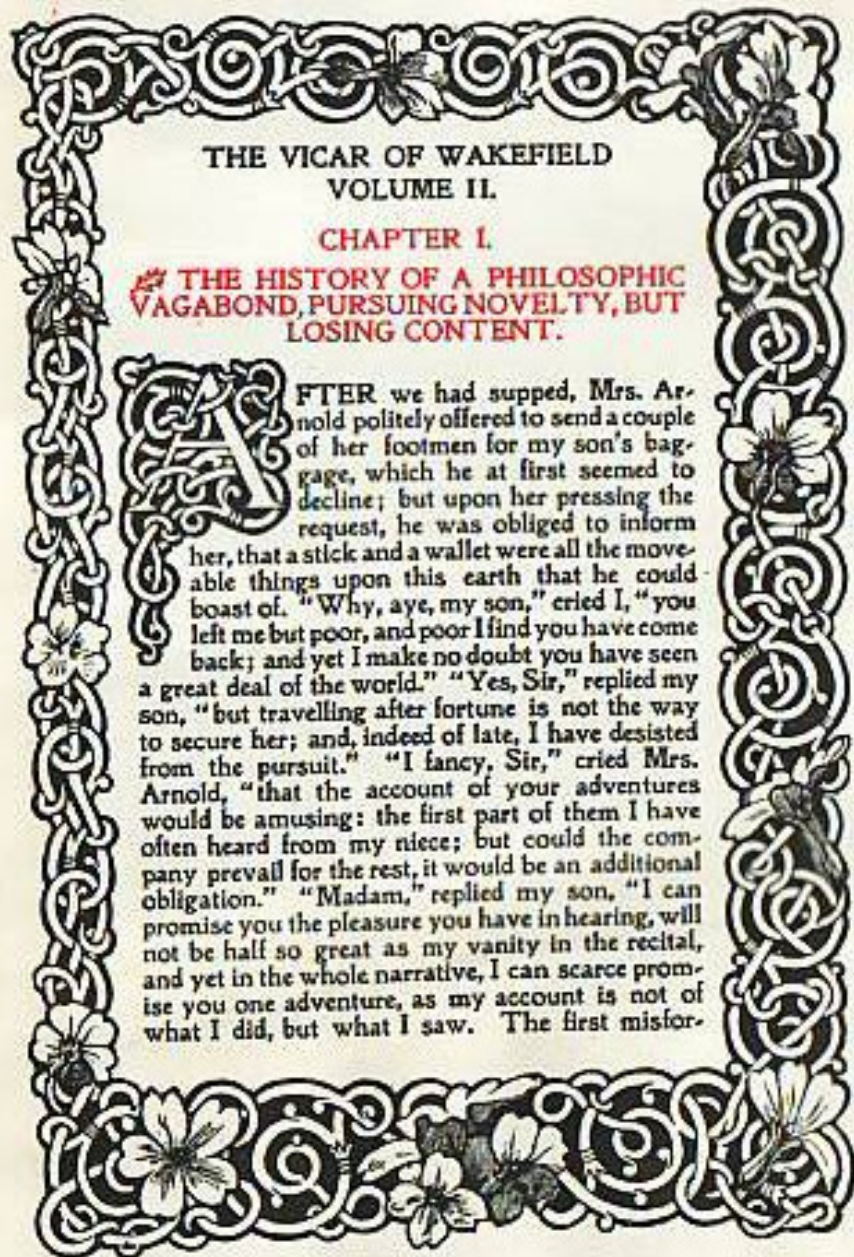 THE VICAR OF WAKEFIELD
VOLUME II.
CHAPTER I.
THE HISTORY OF A PHILOSOPHIC
VAGABOND, PURSUING NOVELTY, BUT
LOSING CONTENT.
AFTER we had supped, Mrs. Ar-
nold politely offered to send a couple
of her footmen for my son's bag-
gage, which he at first seemed to
decline; but upon her pressing the
request, he was obliged to inform
her, that a stick and a wallet were all the move-
able things upon this earth that he could
boast of. "Why, aye, my son," cried I, "you
left me but poor, and poor I find you have come
back; and yet I make no doubt you have seen
a great deal of the world." "Yes, Sir," replied my
son, "but travelling after fortune is not the way
to secure her; and, indeed of late, I have desisted
from the pursuit." "I fancy, Sir," cried Mrs.
Arnold, "that the account of your adventures
would be amusing: the first part of them I have
often heard from my niece; but could the com-
pany prevail for the rest, it would be an additional
obligation." "Madam," replied my son, "I can
promise you the pleasure you have in hearing, will
not be half so great as my vanity in the recital,
and yet in the whole narrative, I can scarce prom-
ise you one adventure, as my account is not of
what I did, but what I saw. The first misfor-